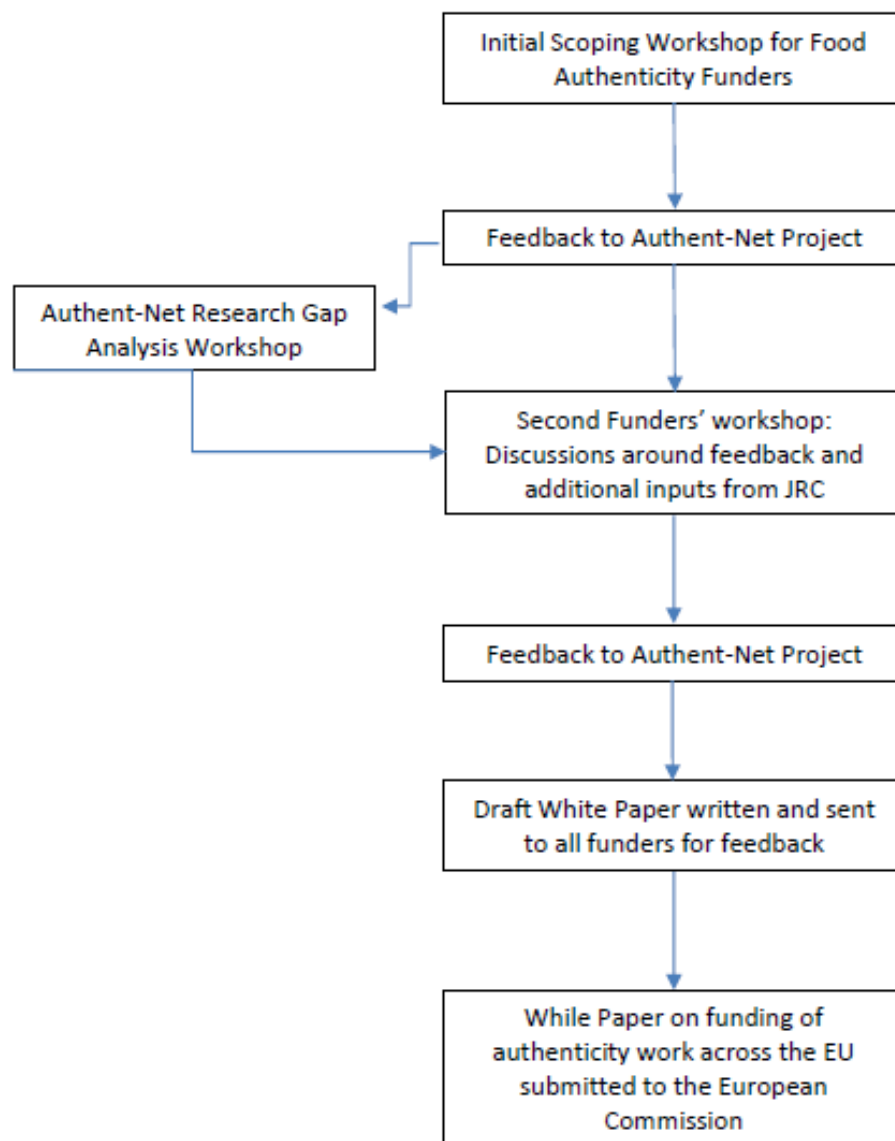 Initial Scoping Workshop for Food
Authenticity Funders
Feedback to Authent-Net Project
Authent-Net Research Gap
Analysis Workshop
Second Funders’ workshop:
Discussions around feedback and
additional inputs from JRC
Feedback to Authent-Net Project
Draft White Paper written and sent
to all funders for feedback
While Paper on funding of
authenticity work across the EU
submitted to the European
Commission